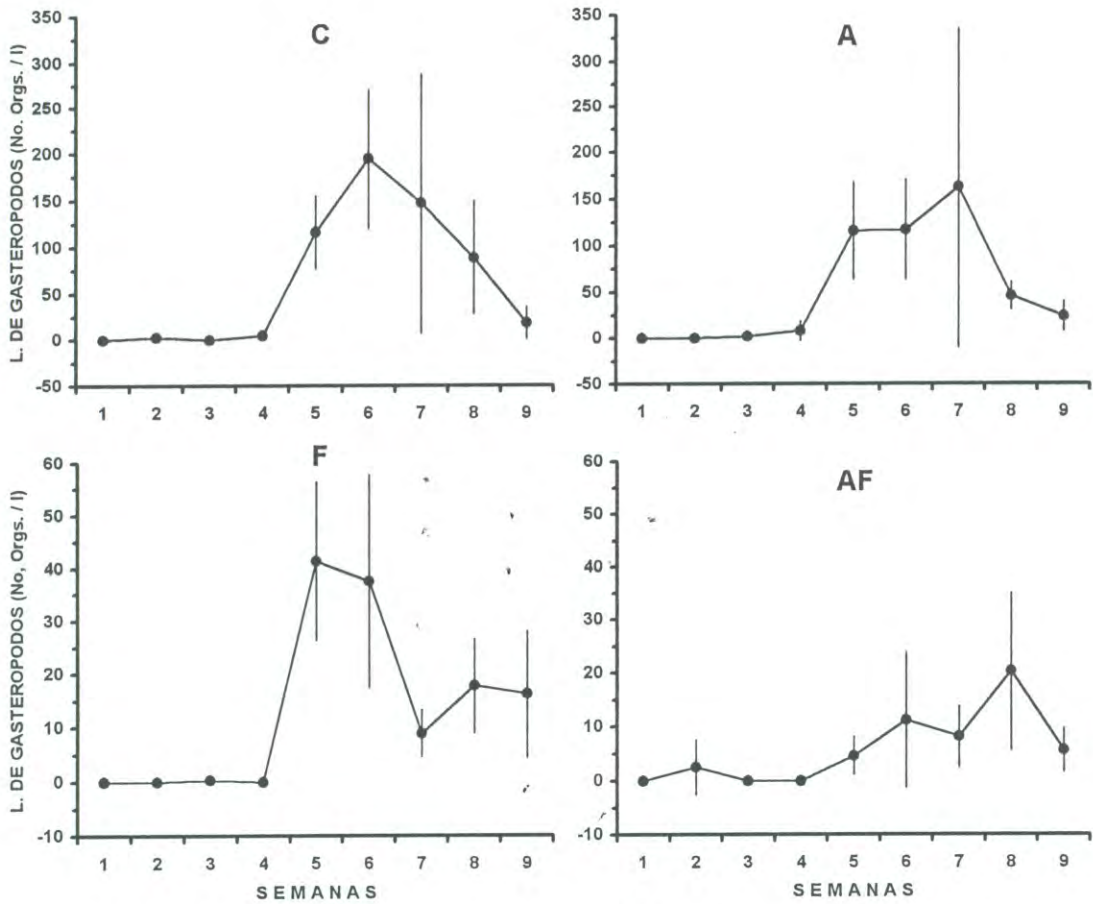 C
L. DE GASTEROPODOS (No. Orgs. / l)
350
300
250
200
150
100
50
0
-50
1 2 3 4 5 6 7 8 9
A
350
300
250
200
150
100
50
0
-50
1 2 3 4 5 6 7 8 9
F
L. DE GASTEROPODOS (No, Orgs. / l)
60
50
40
30
20
10
0
-10
1 2 3 4 5 6 7 8 9
SEMANAS
AF
60
50
40
30
20
10
0
-10
1 2 3 4 5 6 7 8 9
SEMANAS